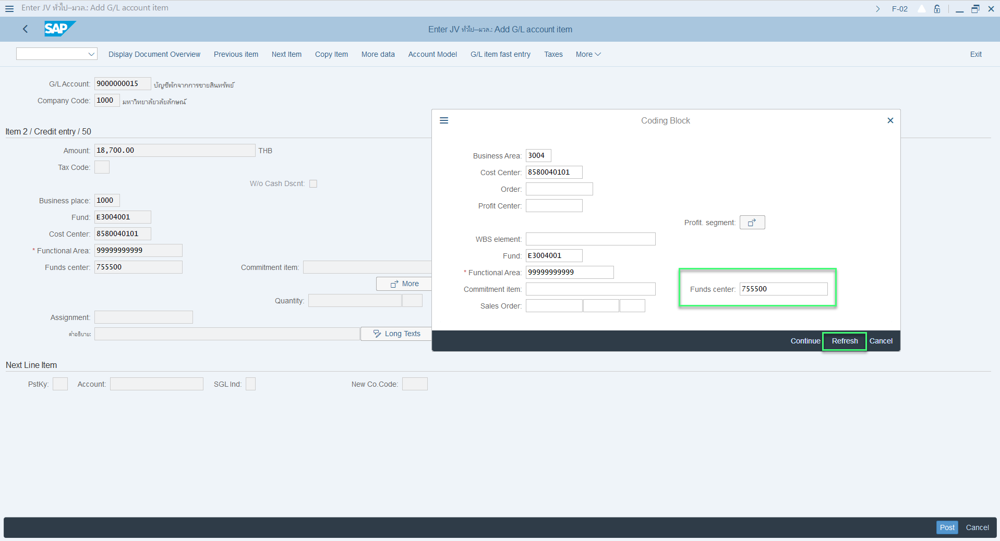 Enter JV ทั่วไป–มวล.: Add G/L account item
F-02
SAP
Enter JV ทั่วไป–มวล.: Add G/L account item
Display Document Overview Previous item Next Item Copy Item More data Account Model G/L item fast entry Taxes More Exit
G/L Account: 9000000015 บัญชีพักจากการขายสินทรัพย์
Company Code: 1000 มหาวิทยาลัยวลัยลักษณ์
Item 2 / Credit entry / 50
Amount: 18,700.00 THB
Tax Code:
W/o Cash Dscnt:
Business place: 1000
Fund: E3004001
Cost Center: 8580040101
* Functional Area: 99999999999
Funds center: 755500 Commitment item:
More
Quantity:
Assignment:
คำอธิบาย: Long Texts
Next Line Item
PstKy: Account: SGL Ind: New Co.Code:
Coding Block
Business Area: 3004
Cost Center: 8580040101
Order:
Profit Center:
Profit. segment:
WBS element:
Fund: E3004001
* Functional Area: 99999999999
Commitment item: Funds center: 755500
Sales Order:
Continue Refresh Cancel
Post Cancel